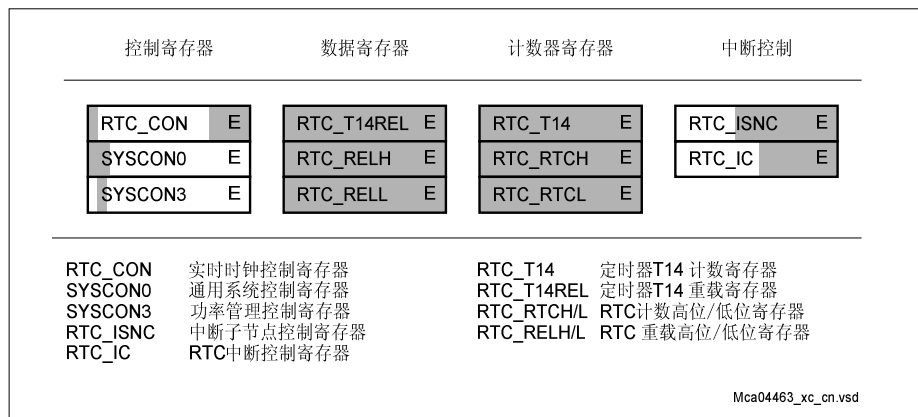 控制寄存器 数据寄存器 计数器寄存器 中断控制
RTC_CON E RTC_T14REL E RTC_T14 E RTC_ISNC E
SYSCON0 E RTC_RELH E RTC_RTCH E RTC_IC E
SYSCON3 E RTC_RELL E RTC_RTCL E
RTC_CON 实时时钟控制寄存器
SYSCON0 通用系统控制寄存器
SYSCON3 功率管理控制寄存器
RTC_ISNC 中断子节点控制寄存器
RTC_IC RTC中断控制寄存器
RTC_T14 定时器T14 计数寄存器
RTC_T14REL 定时器T14 重载寄存器
RTC_RTCH/L RTC计数高位/低位寄存器
RTC_RELH/L RTC 重载高位/低位寄存器
Mca04463_xc_cn.vsd